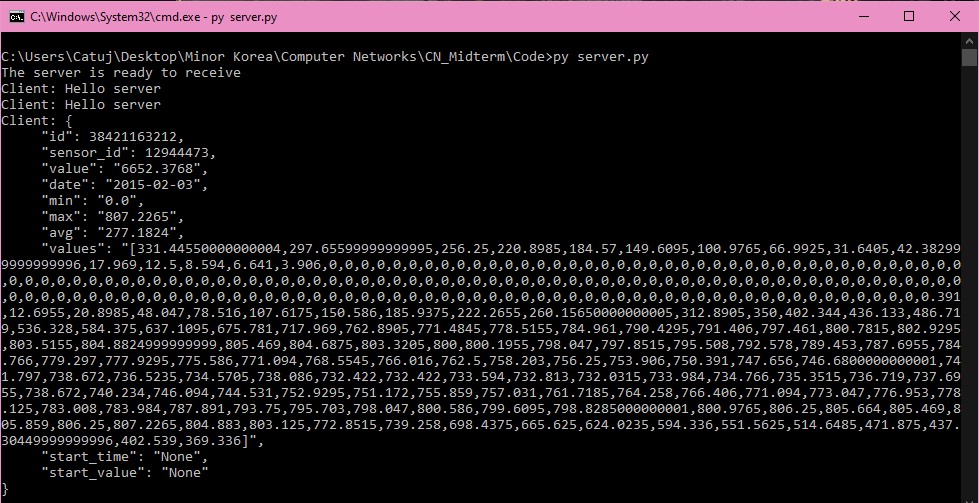 C:\Windows\System32\cmd.exe - py server.py
C:\Users\Catuj\Desktop\Minor Korea\Computer Networks\CN_Midterm\Code>py server.py
The server is ready to receive
Client: Hello server
Client: Hello server
Client: {
"id": 38421163212,
"sensor_id": 12944473,
"value": "6652.3768",
"date": "2015-02-03",
"min": "0.0",
"max": "807.2265",
"avg": "277.1824",
"values": "[331.44550000000004,297.65599999999995,256.25,220.8985,184.57,149.6095,100.9765,66.9925,31.6405,42.38299
9999999996,17.969,12.5,8.594,6.641,3.906,0,0,0,0,0,0,0,0,0,0,0,0,0,0,0,0,0,0,0,0,0,0,0,0,0,0,0,0,0,0,0,0,0,0,0,0,0,0,0,0
,0,0,0,0,0,0,0,0,0,0,0,0,0,0,0,0,0,0,0,0,0,0,0,0,0,0,0,0,0,0,0,0,0,0,0,0,0,0,0,0,0,0,0,0,0,0,0,0,0,0,0,0,0,0,0,0,0,0,0,0
,0,0,0,0,0,0,0,0,0,0,0,0,0,0,0,0,0,0,0,0,0,0,0,0,0,0,0,0,0,0,0,0,0,0,0,0,0,0,0,0,0,0,0,0,0,0,0,0,0,0,0,0,0,0,0,0,0,0.391
,12.6955,20.8985,48.047,78.516,107.6175,150.586,185.9375,222.2655,260.15650000000005,312.8905,350,402.344,436.133,486.71
9,536.328,584.375,637.1095,675.781,717.969,762.8905,771.4845,778.5155,784.961,790.4295,791.406,797.461,800.7815,802.9295
,803.5155,804.8824999999999,805.469,804.6875,803.3205,800,800.1955,798.047,797.8515,795.508,792.578,789.453,787.6955,784
.766,779.297,777.9295,775.586,771.094,768.5545,766.016,762.5,758.203,756.25,753.906,750.391,747.656,746.6800000000001,74
1.797,738.672,736.5235,734.5705,738.086,732.422,732.422,733.594,732.813,732.0315,733.984,734.766,735.3515,736.719,737.69
55,738.672,740.234,746.094,744.531,752.9295,751.172,755.859,757.031,761.7185,764.258,766.406,771.094,773.047,776.953,778
.125,783.008,783.984,787.891,793.75,795.703,798.047,800.586,799.6095,798.8285000000001,800.9765,806.25,805.664,805.469,8
05.859,806.25,807.2265,804.883,803.125,772.8515,739.258,698.4375,665.625,624.0235,594.336,551.5625,514.6485,471.875,437.
30449999999996,402.539,369.336]",
"start_time": "None",
"start_value": "None"
}